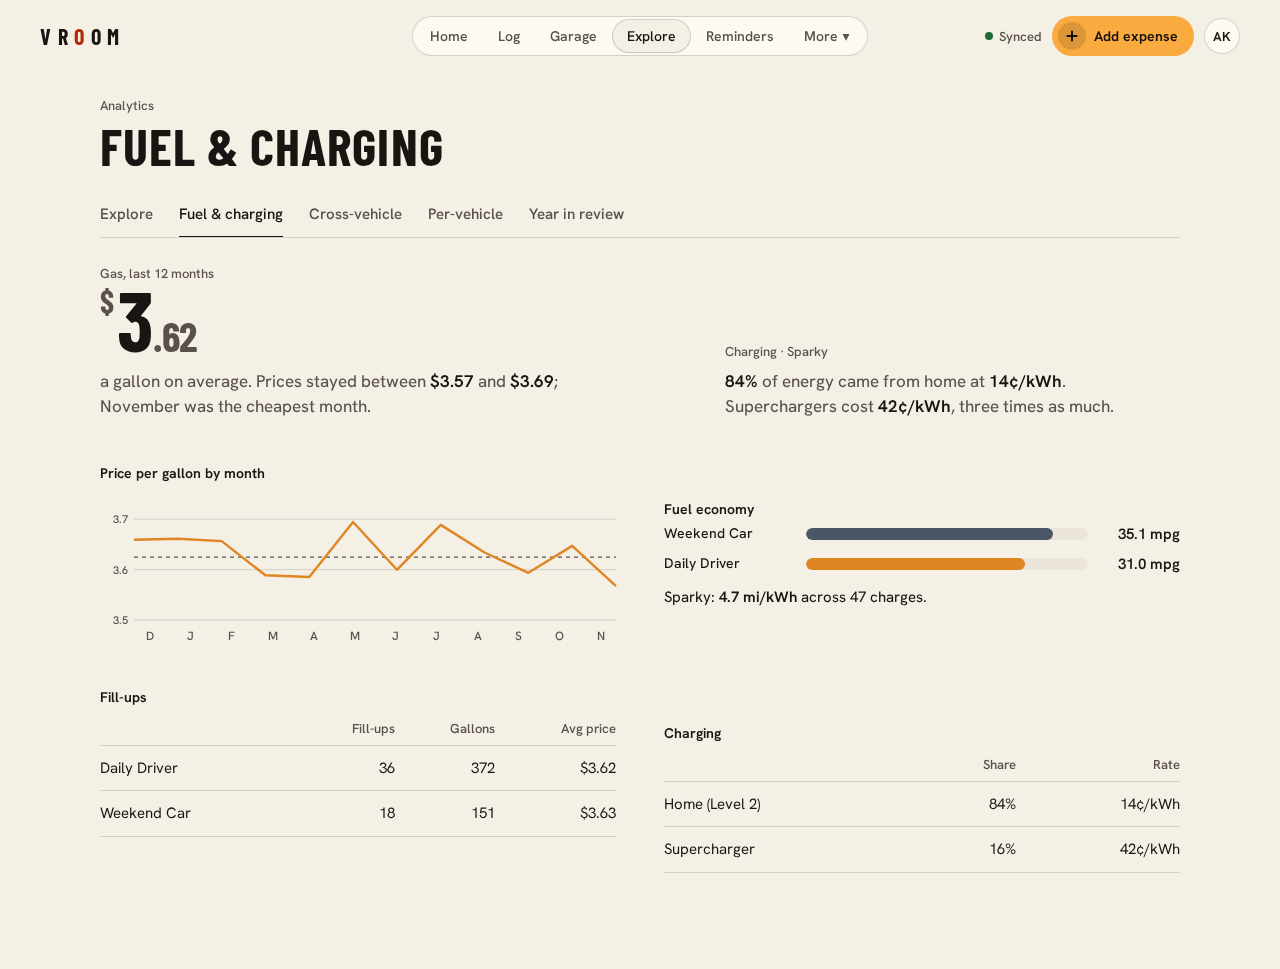 VROOM
Home Log Garage Explore Reminders More ▾
Synced
+ Add expense
AK
Analytics
FUEL & CHARGING
Explore Fuel & charging Cross-vehicle Per-vehicle Year in review
Gas, last 12 months
$3.62
a gallon on average. Prices stayed between $3.57 and $3.69;
November was the cheapest month.
Charging · Sparky
84% of energy came from home at 14¢/kWh.
Superchargers cost 42¢/kWh, three times as much.
Price per gallon by month
3.7
3.6
3.5
D J F M A M J J A S O N
Fuel economy
Weekend Car 35.1 mpg
Daily Driver 31.0 mpg
Sparky: 4.7 mi/kWh across 47 charges.
Fill-ups
Fill-ups Gallons Avg price
Daily Driver 36 372 $3.62
Weekend Car 18 151 $3.63
Charging
Share Rate
Home (Level 2) 84% 14¢/kWh
Supercharger 16% 42¢/kWh